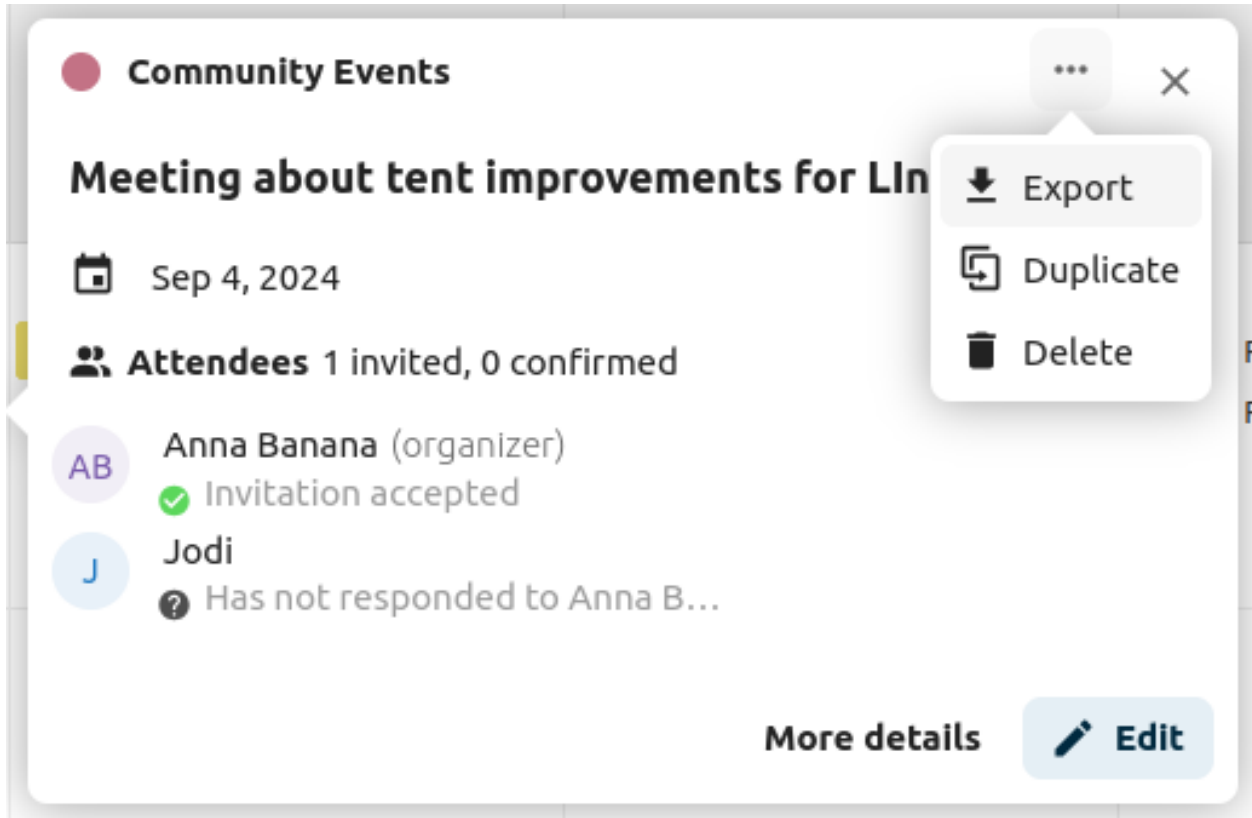 Community Events
Meeting about tent improvements for LIn
Export
Sep 4, 2024
Duplicate
Attendees 1 invited, 0 confirmed
Delete
AB
Anna Banana (organizer)
Invitation accepted
J
Jodi
Has not responded to Anna B...
More details
Edit